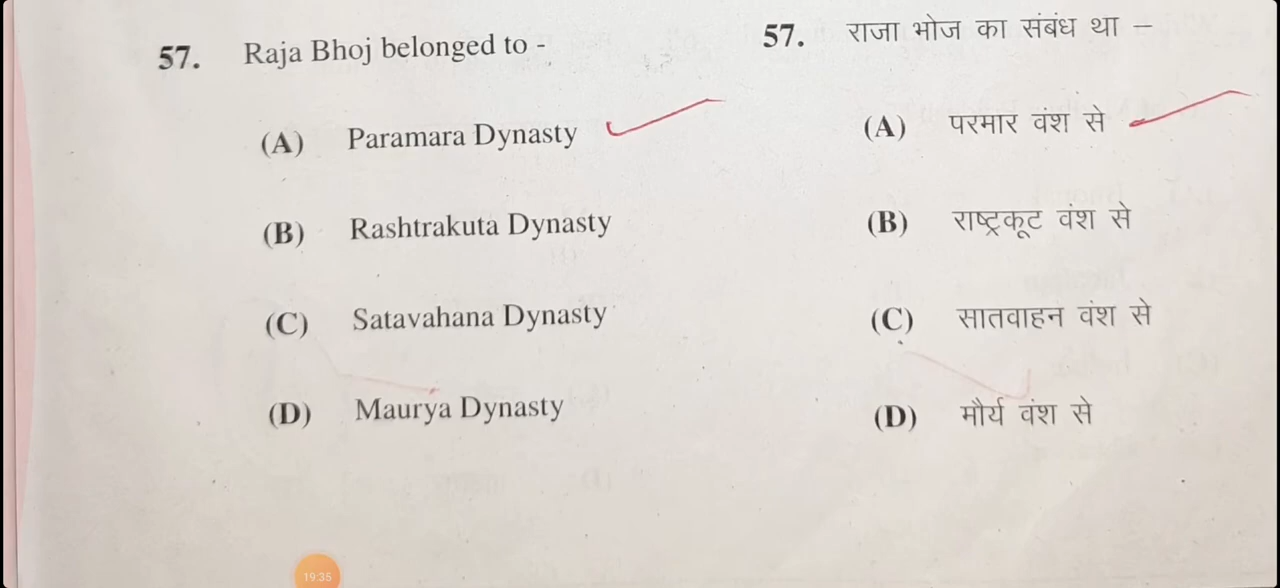 57. Raja Bhoj belonged to -
(A) Paramara Dynasty
(B) Rashtrakuta Dynasty
(C) Satavahana Dynasty
(D) Maurya Dynasty
57. राजा भोज का संबंध था –
(A) परमार वंश से
(B) राष्ट्रकूट वंश से
(C) सातवाहन वंश से
(D) मौर्य वंश से
19:35